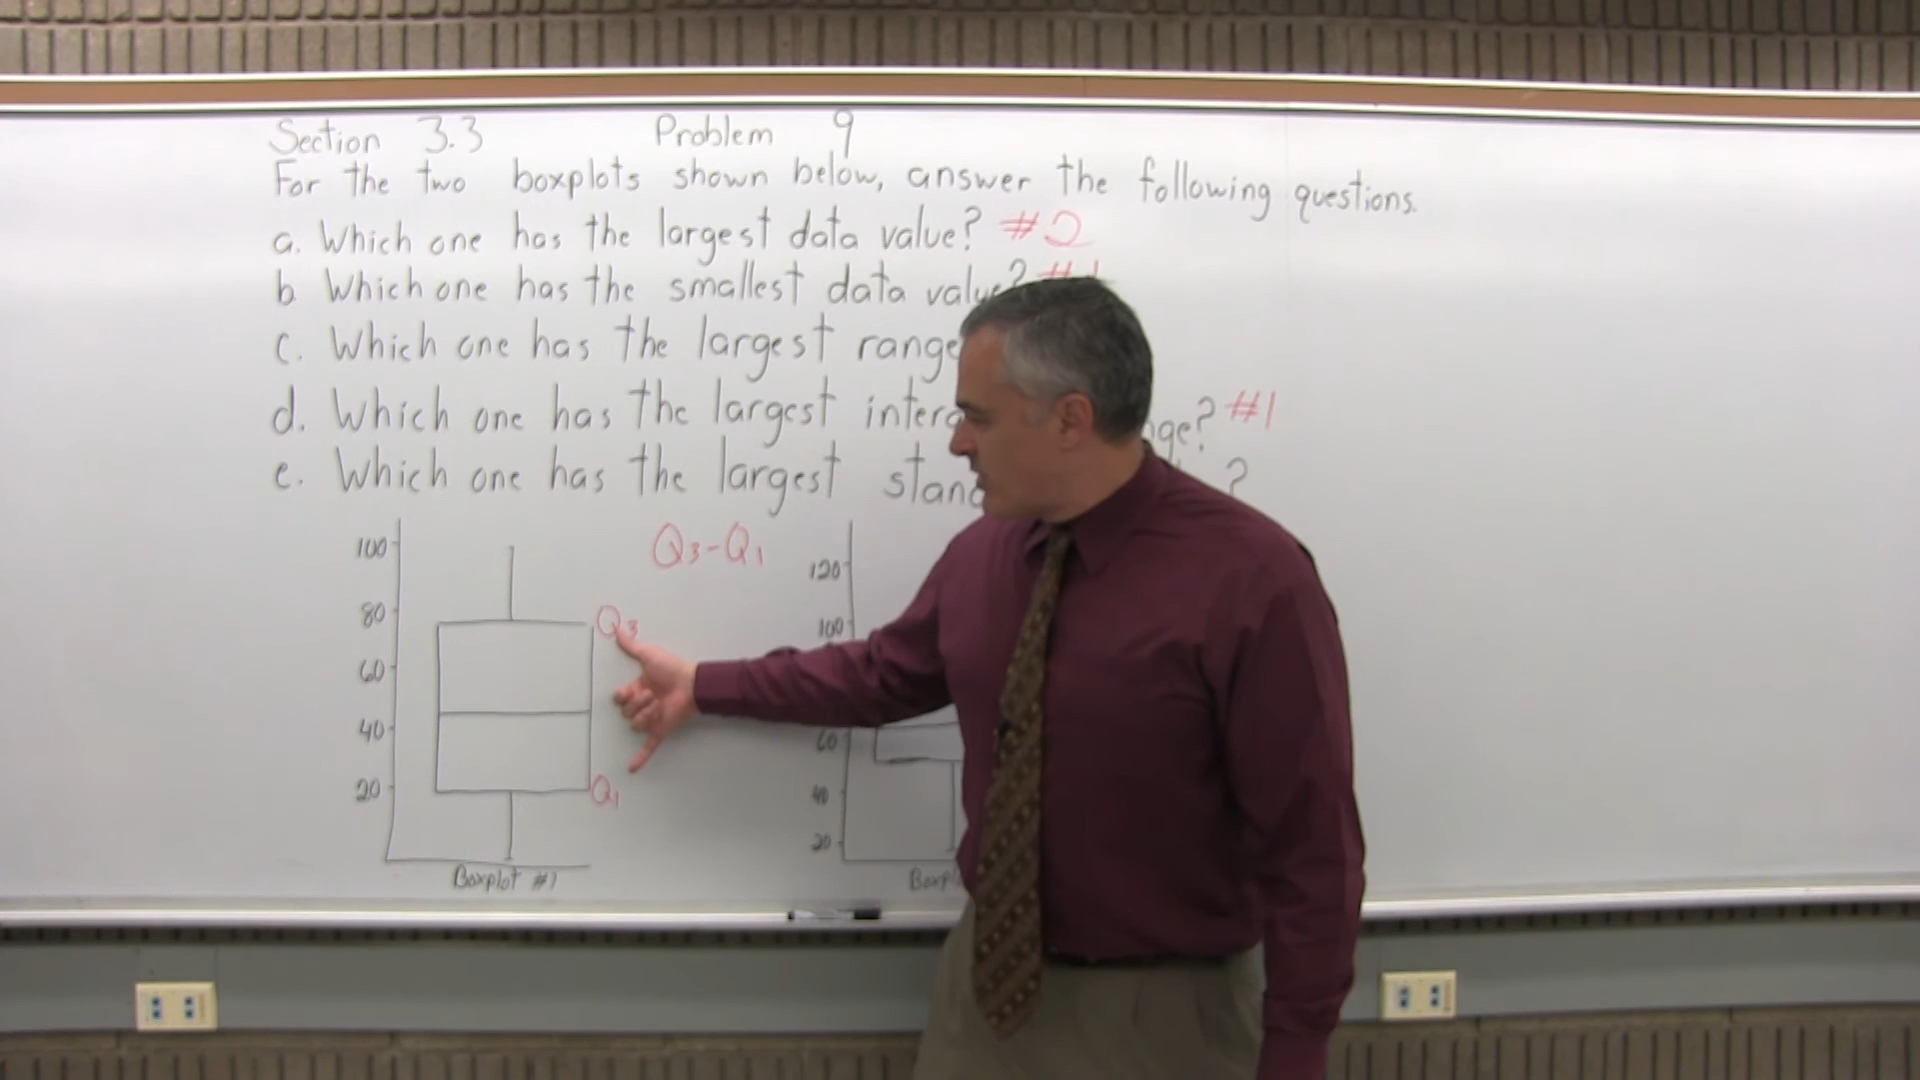 Section 3.3 Problem 9
For the two boxplots shown below, answer the following questions.
a. Which one has the largest data value? #2
b Which one has the smallest data value? #1
c. Which one has the largest range
d. Which one has the largest #1
e. Which one has the largest ?
Q3-Q1
100
80
60
40
20
Q3
Q1
Boxplot #1
120
100
60
40
20